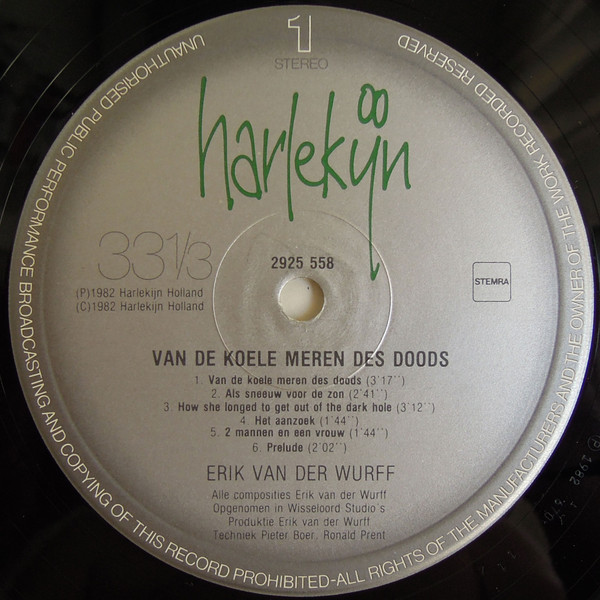 1
STEREO
harlekijn
33 1/3
2925 558
(P)1982 Harlekijn Holland
(C)1982 Harlekijn Holland
STEMRA
VAN DE KOELE MEREN DES DOODS
1. Van de koele meren des doods (3'17'')
2. Als sneeuw voor de zon (2'41'')
3. How she longed to get out of the dark hole (3'12'')
4. Het aanzoek (1'44'')
5. 2 mannen en een vrouw (1'44'')
6. Prelude (2'02'')
ERIK VAN DER WURFF
Alle composities Erik van der Wurff
Opgenomen in Wisseloord Studio's
Produktie Erik van der Wurff
Techniek Piefer Boer, Ronald Prent
UNAUTHORISED PUBLIC PERFORMANCE BROADCASTING AND COPYING OF THIS RECORD PROHIBITED-ALL RIGHTS OF THE MANUFACTURERS AND THE OWNER OF THE WORK RECORDED RESERVED